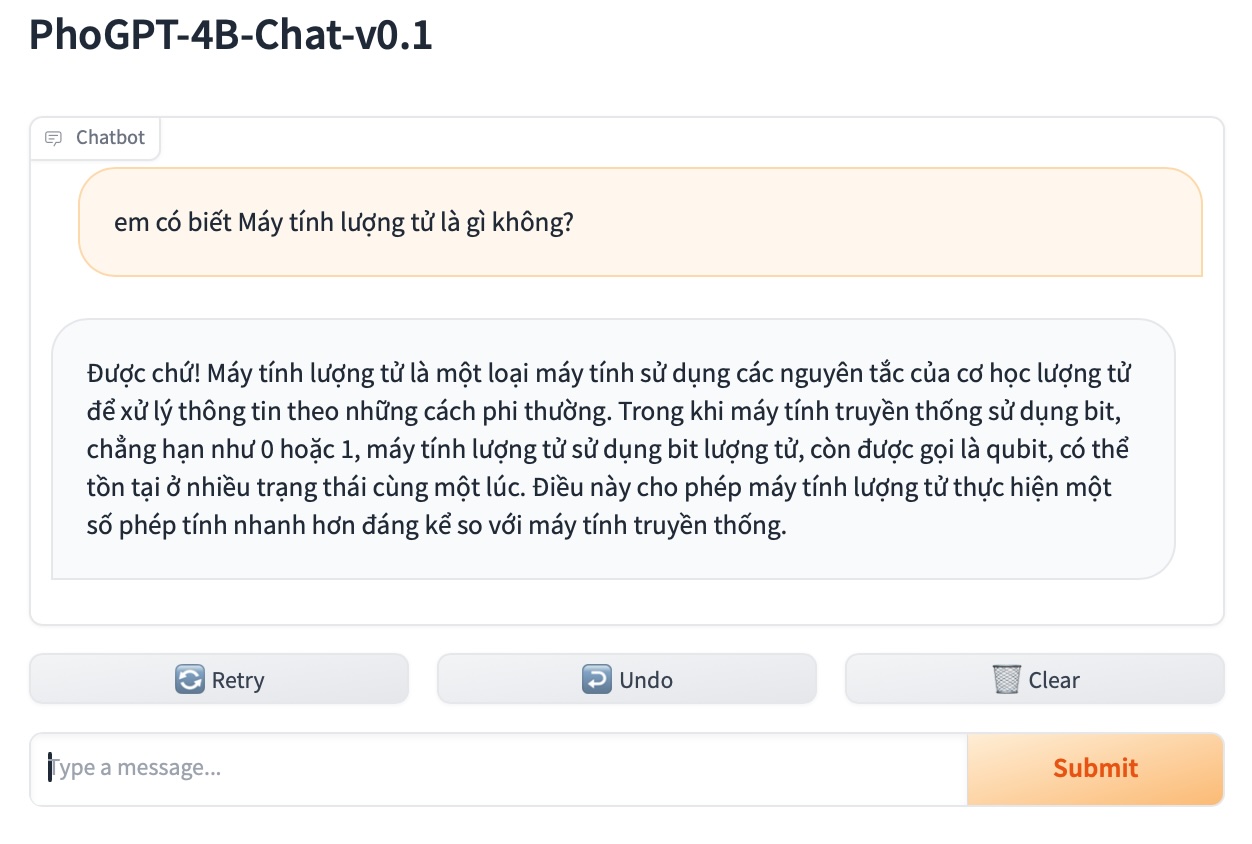 PhoGPT-4B-Chat-v0.1
Chatbot
em có biết Máy tính lượng tử là gì không?
Được chứ! Máy tính lượng tử là một loại máy tính sử dụng các nguyên tắc của cơ học lượng tử
để xử lý thông tin theo những cách phi thường. Trong khi máy tính truyền thống sử dụng bit,
chẳng hạn như 0 hoặc 1, máy tính lượng tử sử dụng bit lượng tử, còn được gọi là qubit, có thể
tồn tại ở nhiều trạng thái cùng một lúc. Điều này cho phép máy tính lượng tử thực hiện một
số phép tính nhanh hơn đáng kể so với máy tính truyền thống.
Retry Undo Clear
Type a message... Submit